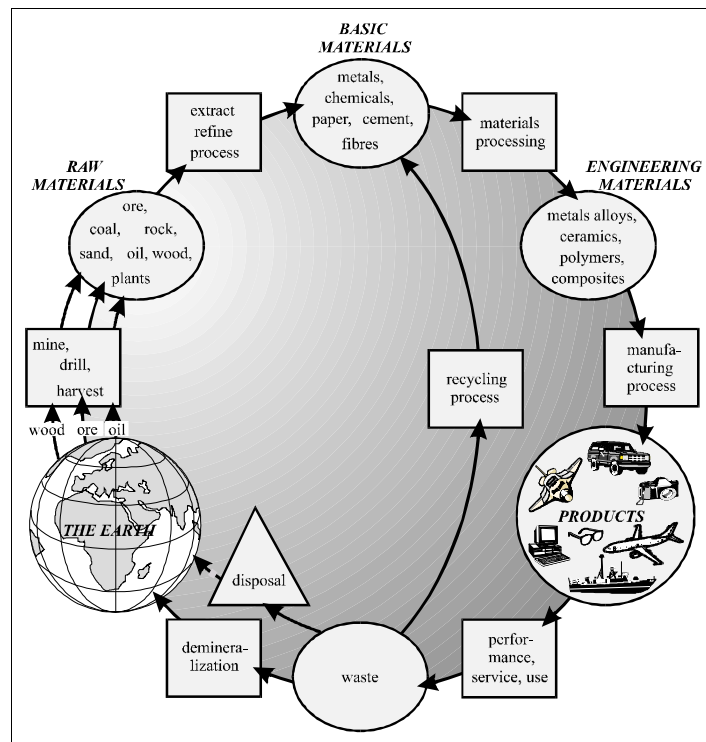 BASIC
MATERIALS
metals,
chemicals,
paper, cement,
fibres
extract
refine
process
materials
processing
RAW
MATERIALS
ENGINEERING
MATERIALS
ore,
coal, rock,
sand, oil, wood,
plants
metals alloys,
ceramics,
polymers,
composites
mine,
drill,
harvest
manufa-
cturing
process
recycling
process
wood ore oil
THE EARTH
PRODUCTS
disposal
deminera-
lization
waste
perfor-
mance,
service, use